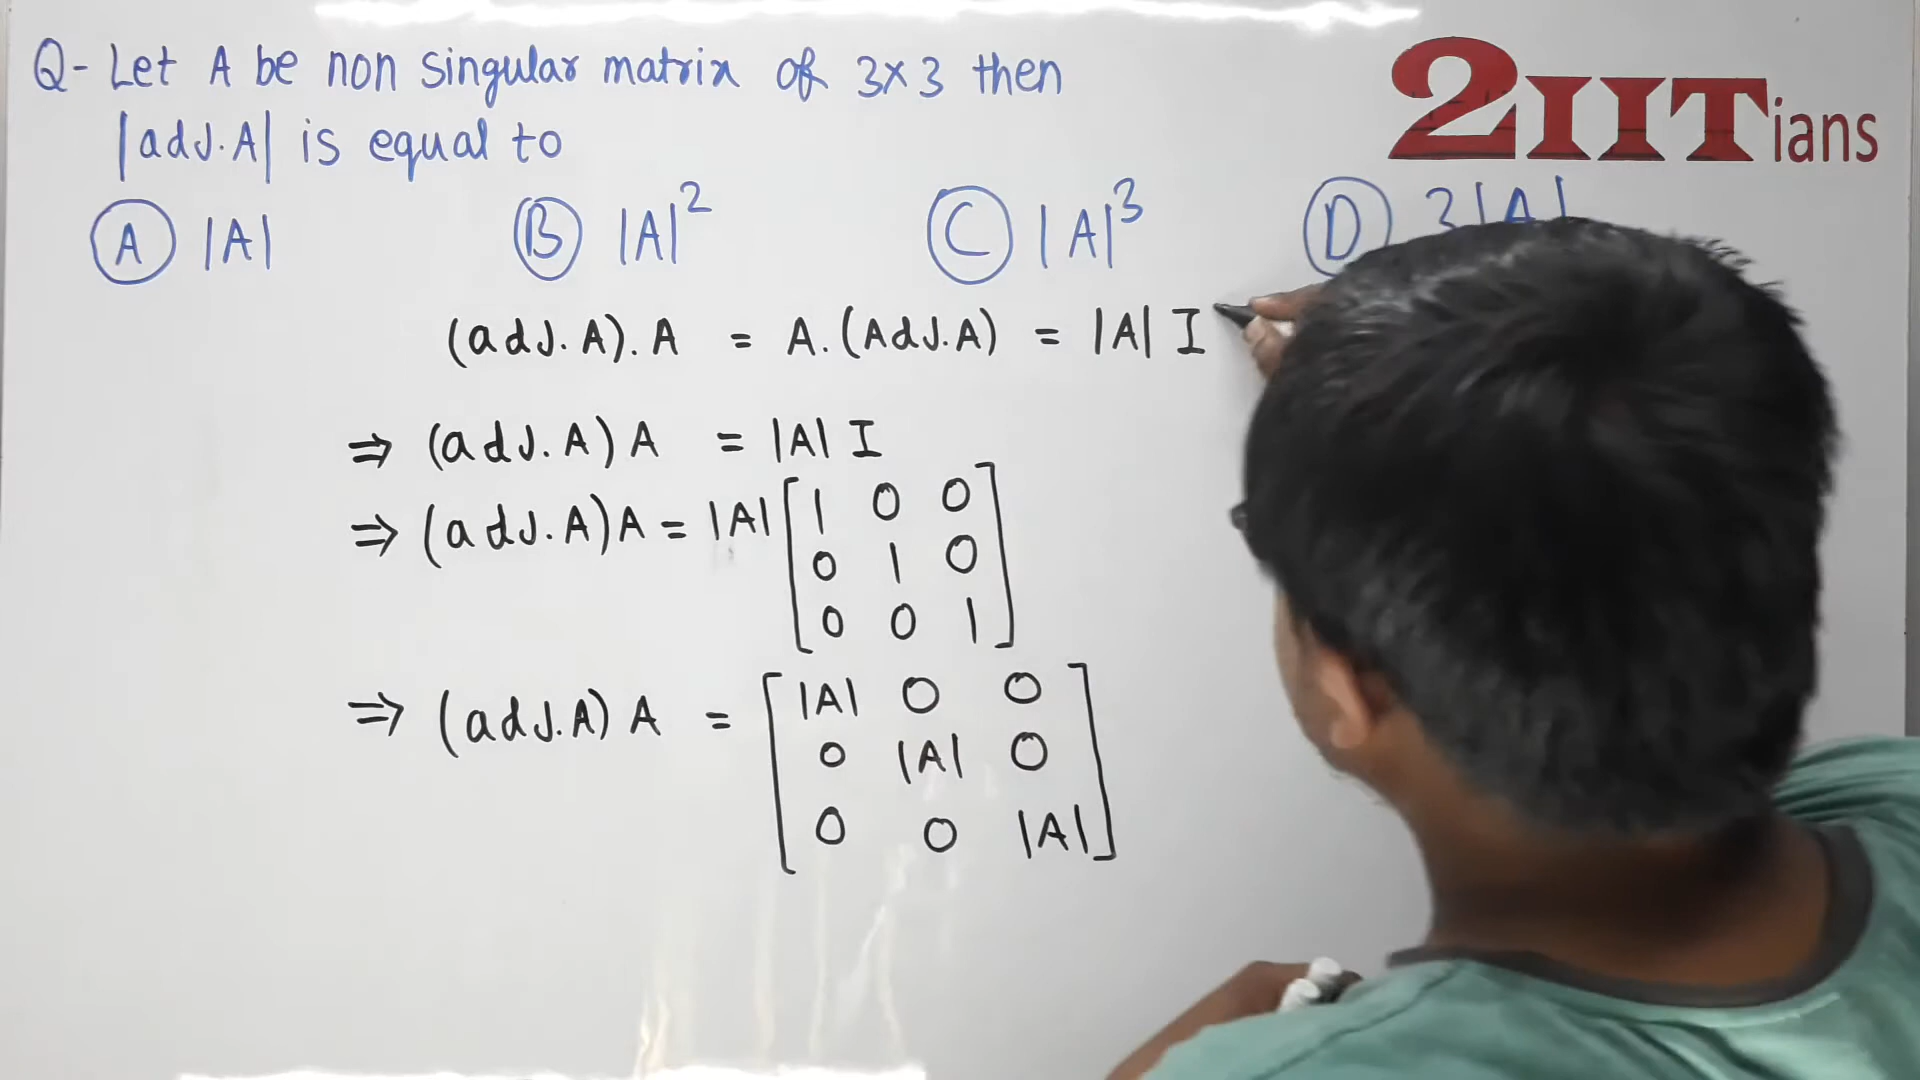 Q- Let A be non singular matrix of 3×3 then
2IITians
|adJ.A| is equal to
(A) |A| (B) |A|² (C) |A|³ (D) 3|A|
(adJ.A).A = A.(AdJ.A) = |A| I
⇒ (adJ.A)A = |A| I
⇒ (adJ.A)A = |A| [1 0 0
0 1 0
0 0 1]
⇒ (adJ.A)A = [|A| 0 0
0 |A| 0
0 0 |A|]